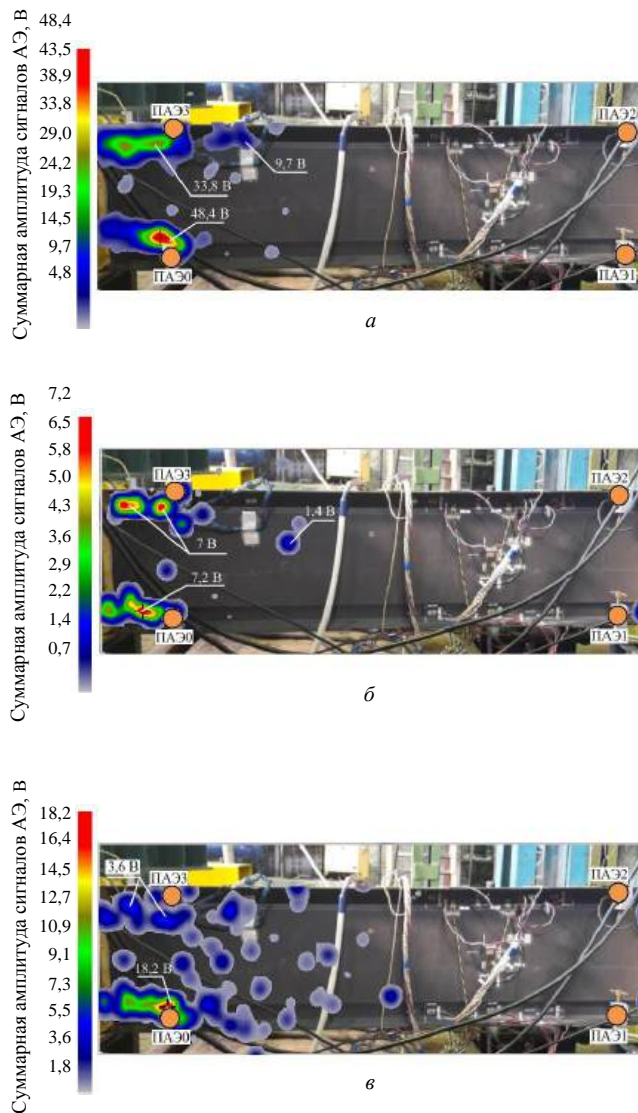 Суммарная амплитуда сигналов АЭ, В
48,4
43,5
38,9
33,8
29,0
24,2
19,3
14,5
9,7
4,8
ПАЭ3
ПАЭ2
9,7 В
33,8 В
48,4 В
ПАЭ0
ПАЭ1
а
Суммарная амплитуда сигналов АЭ, В
7,2
6,5
5,8
5,0
4,3
3,6
2,9
2,2
1,4
0,7
ПАЭ3
ПАЭ2
1,4 В
7 В
7,2 В
ПАЭ0
ПАЭ1
б
Суммарная амплитуда сигналов АЭ, В
18,2
16,4
14,5
12,7
10,9
9,1
7,3
5,5
3,6
1,8
3,6 В
ПАЭ3
ПАЭ2
18,2 В
ПАЭ0
ПАЭ1
в